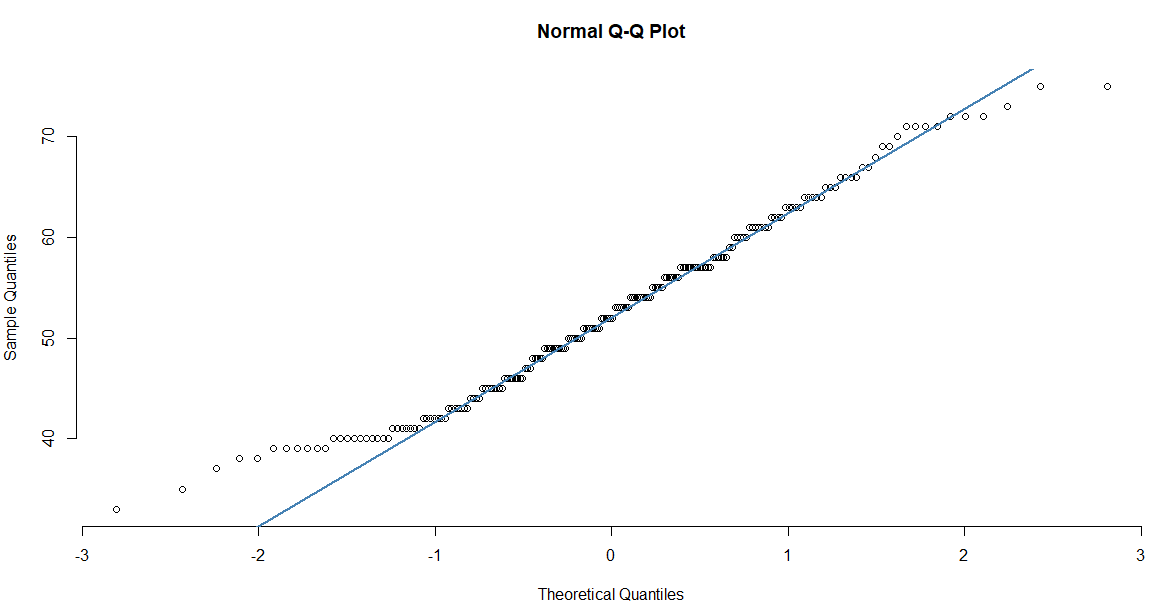 Normal Q-Q Plot
Sample Quantiles
70
60
50
40
-3 -2 -1 0 1 2 3
Theoretical Quantiles